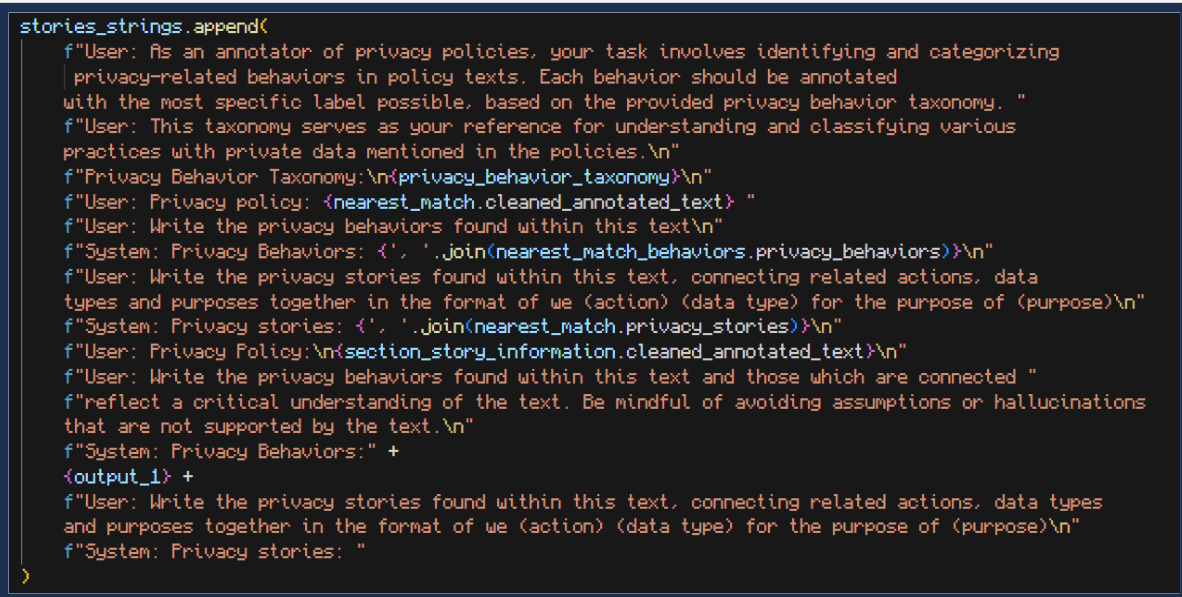 stories_strings.append(
f"User: As an annotator of privacy policies, your task involves identifying and categorizing
privacy-related behaviors in policy texts. Each behavior should be annotated
with the most specific label possible, based on the provided privacy behavior taxonomy. "
f"User: This taxonomy serves as your reference for understanding and classifying various
practices with private data mentioned in the policies.\n"
f"Privacy Behavior Taxonomy:\n{privacy_behavior_taxonomy}\n"
f"User: Privacy policy: {nearest_match.cleaned_annotated_text} "
f"User: Write the privacy behaviors found within this text\n"
f"System: Privacy Behaviors: {', '.join(nearest_match_behaviors.privacy_behaviors)}\n"
f"User: Write the privacy stories found within this text, connecting related actions, data
types and purposes together in the format of we (action) (data type) for the purpose of (purpose)\n"
f"System: Privacy stories: {', '.join(nearest_match.privacy_stories)}\n"
f"User: Privacy Policy:\n{section_story_information.cleaned_annotated_text}\n"
f"User: Write the privacy behaviors found within this text and those which are connected "
f"reflect a critical understanding of the text. Be mindful of avoiding assumptions or hallucinations
that are not supported by the text.\n"
f"System: Privacy Behaviors:" +
{output_1} +
f"User: Write the privacy stories found within this text, connecting related actions, data types
and purposes together in the format of we (action) (data type) for the purpose of (purpose)\n"
f"System: Privacy stories: "
)